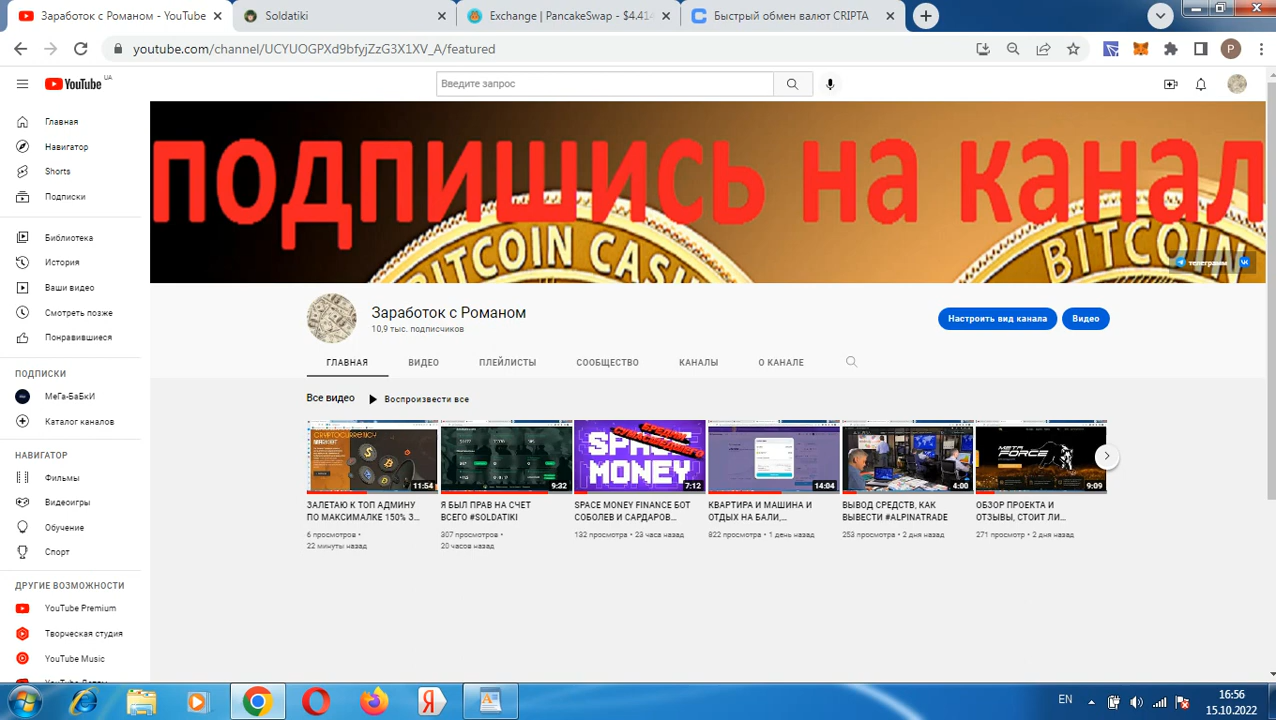 Заработок с Романом - YouTube
Soldatiki
Exchange | PancakeSwap - $4.414
Быстрый обмен валют CRIPTA
youtube.com/channel/UCYUOGPXd9bfyjZzG3X1XV_A/featured
P
YouTube UA
Введите запрос
Главная
Навигатор
Shorts
Подписки
Библиотека
История
Ваши видео
Смотреть позже
Понравившиеся
ПОДПИСКИ
МеГа-БаБкИ
Каталог каналов
НАВИГАТОР
Фильмы
Видеоигры
Обучение
Спорт
ДРУГИЕ ВОЗМОЖНОСТИ
YouTube Premium
Творческая студия
YouTube Music
подпишись на канал
BITCOIN CASH
BITCOIN
телеграмм
Заработок с Романом
10,9 тыс. подписчиков
Настроить вид канала
Видео
ГЛАВНАЯ
ВИДЕО
ПЛЕЙЛИСТЫ
СООБЩЕСТВО
КАНАЛЫ
О КАНАЛЕ
Все видео
Воспроизвести все
CRYPTOCURRENCY
11:54
9:32
SPACE MONEY
7:12
14:04
4:00
META FORCE
9:09
ЗАЛЕТАЮ К ТОП АДМИНУ
ПО МАКСИМАЛКЕ 150% З...
6 просмотров •
22 минуты назад
Я БЫЛ ПРАВ НА СЧЕТ
ВСЕГО #SOLDATIKI
307 просмотров •
20 часов назад
SPACE MONEY FINANCE БОТ
СОБОЛЕВ И САРДАРОВ...
132 просмотра • 23 часа назад
КВАРТИРА И МАШИНА И
ОТДЫХ НА БАЛИ,...
822 просмотра • 1 день назад
ВЫВОД СРЕДСТВ, КАК
ВЫВЕСТИ #ALPINATRADE
253 просмотра • 2 дня назад
ОБЗОР ПРОЕКТА И
ОТЗЫВЫ, СТОИТ ЛИ...
271 просмотр • 2 дня назад
EN
16:56
15.10.2022